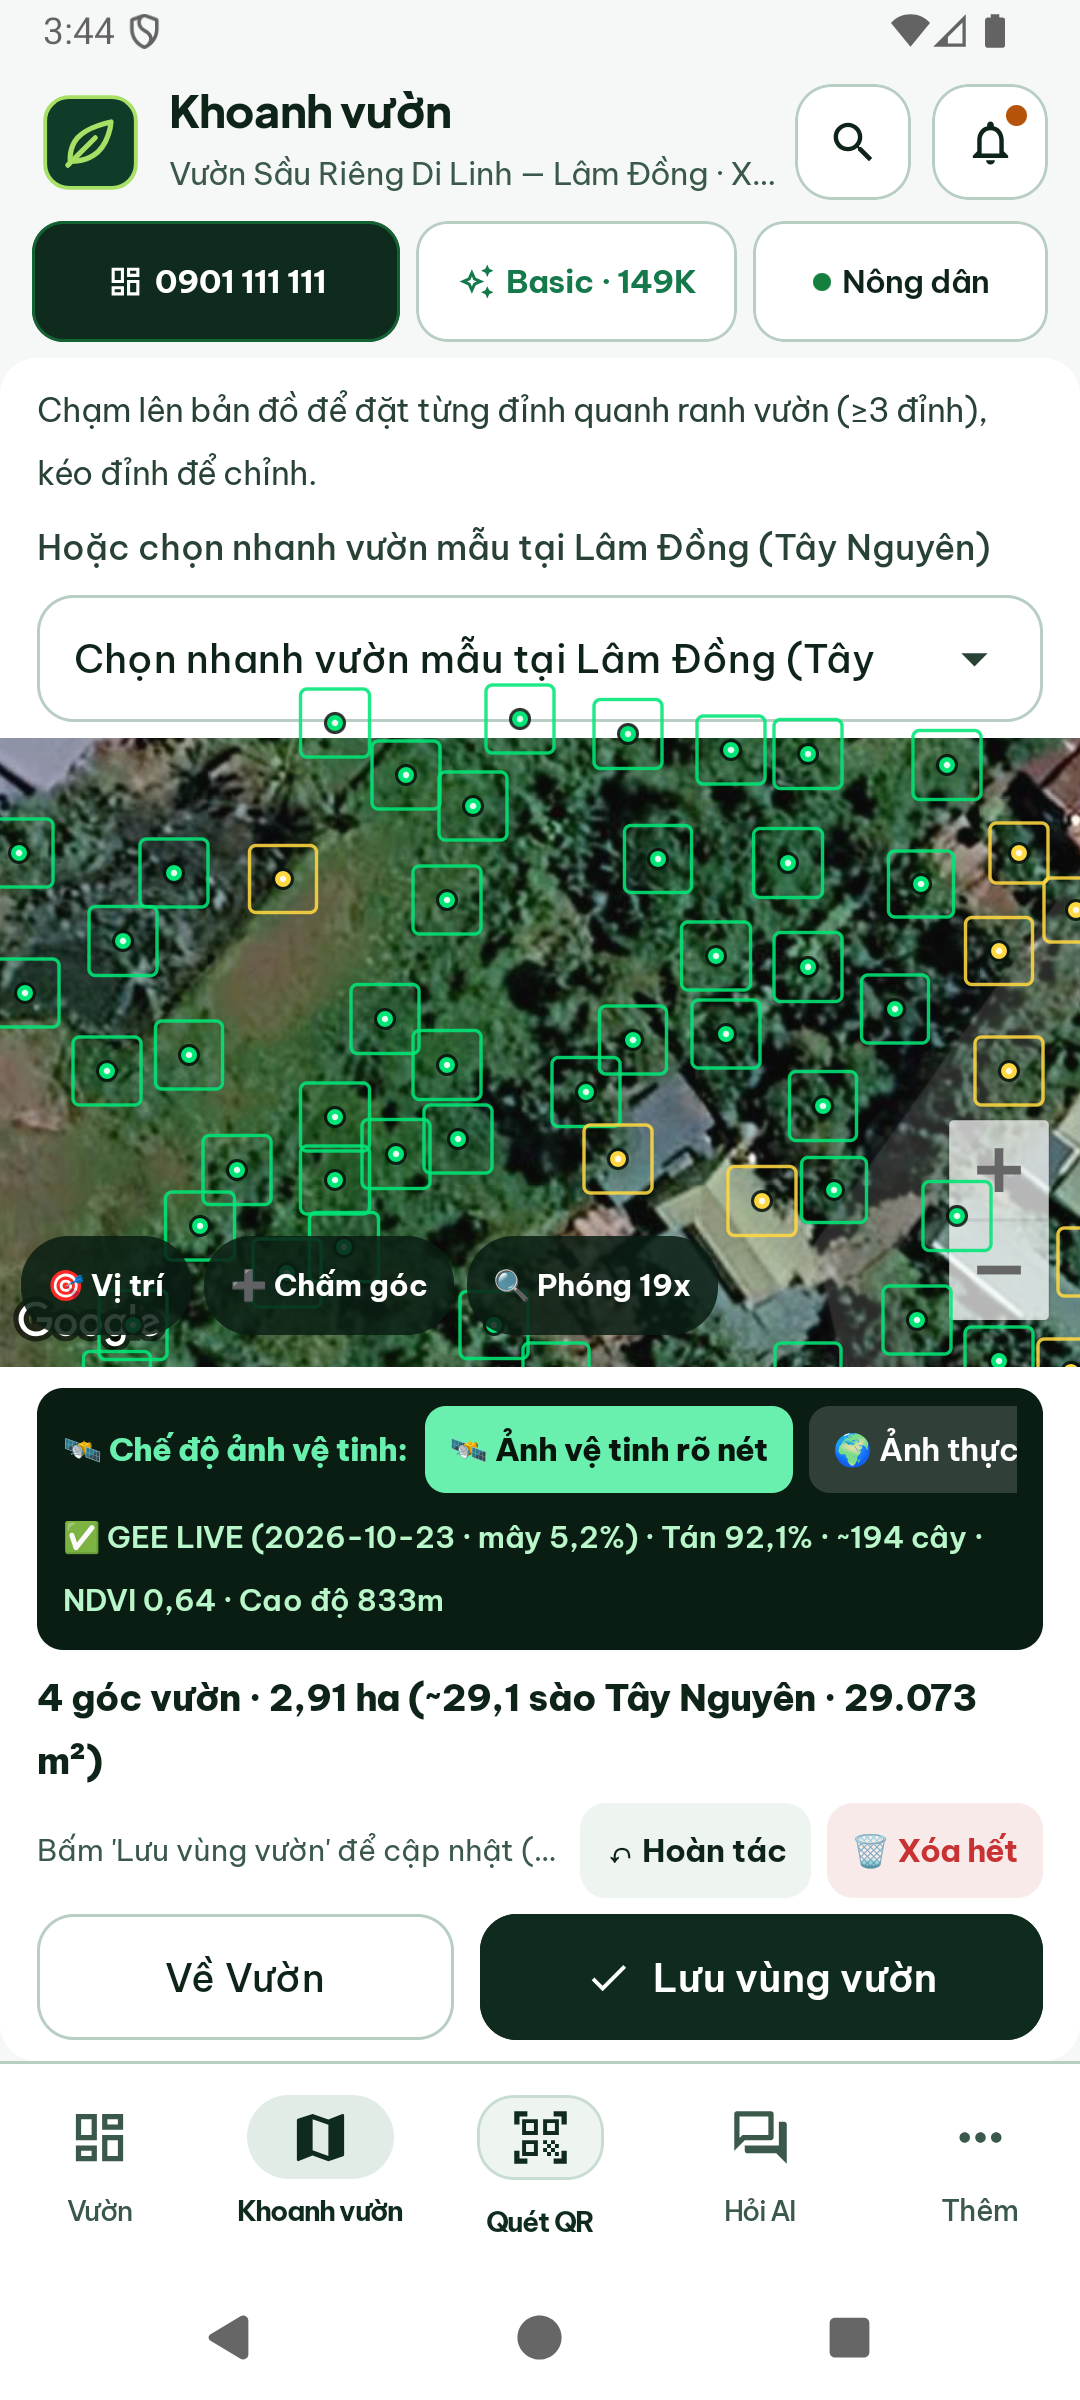 3:44
Khoanh vườn
Vườn Sầu Riêng Di Linh — Lâm Đồng · X...
0901 111 111
Basic · 149K
Nông dân
Chạm lên bản đồ để đặt từng đỉnh quanh ranh vườn (≥3 đỉnh),
kéo đỉnh để chỉnh.
Hoặc chọn nhanh vườn mẫu tại Lâm Đồng (Tây Nguyên)
Chọn nhanh vườn mẫu tại Lâm Đồng (Tây
🎯 Vị trí
➕ Chấm góc
🔍 Phóng 19x
Google
🛰️ Chế độ ảnh vệ tinh:
🛰️ Ảnh vệ tinh rõ nét
🌍 Ảnh thực
✅ GEE LIVE (2026-10-23 · mây 5,2%) · Tán 92,1% · ~194 cây ·
NDVI 0,64 · Cao độ 833m
4 góc vườn · 2,91 ha (~29,1 sào Tây Nguyên · 29.073
m²)
Bấm 'Lưu vùng vườn' để cập nhật (...
↶ Hoàn tác
🗑️ Xóa hết
Về Vườn
Lưu vùng vườn
Vườn
Khoanh vườn
Quét QR
Hỏi AI
Thêm